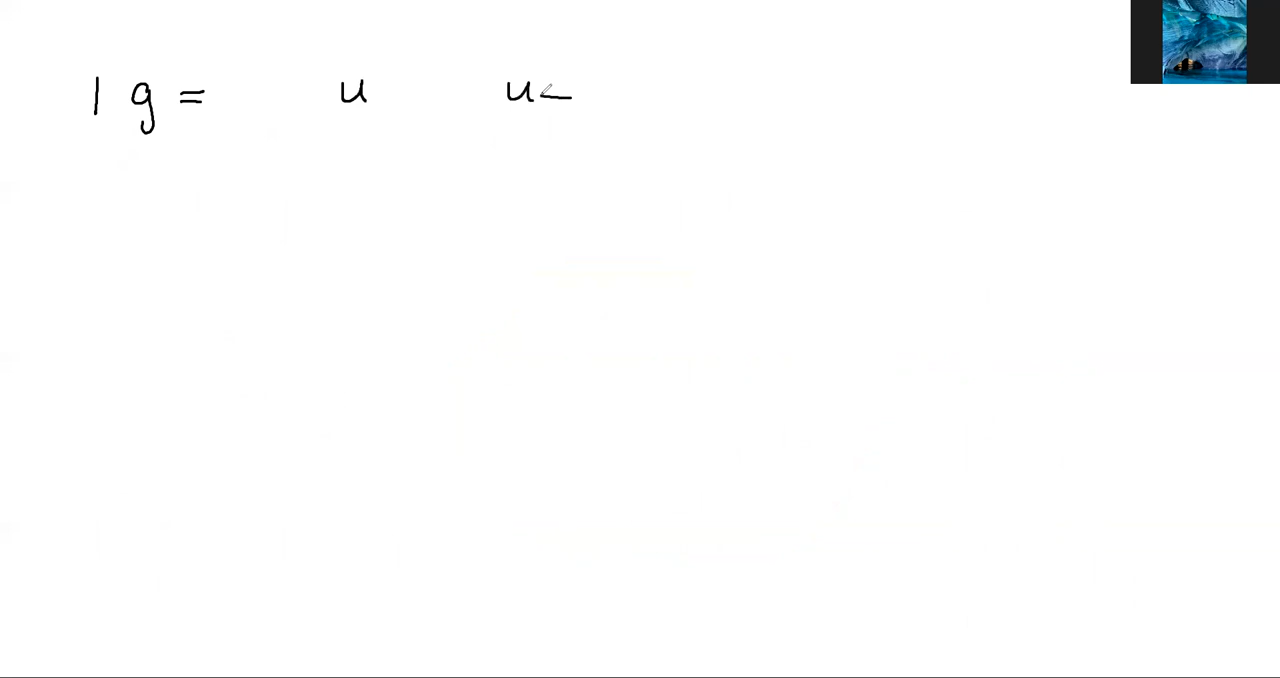 1 g = u u←